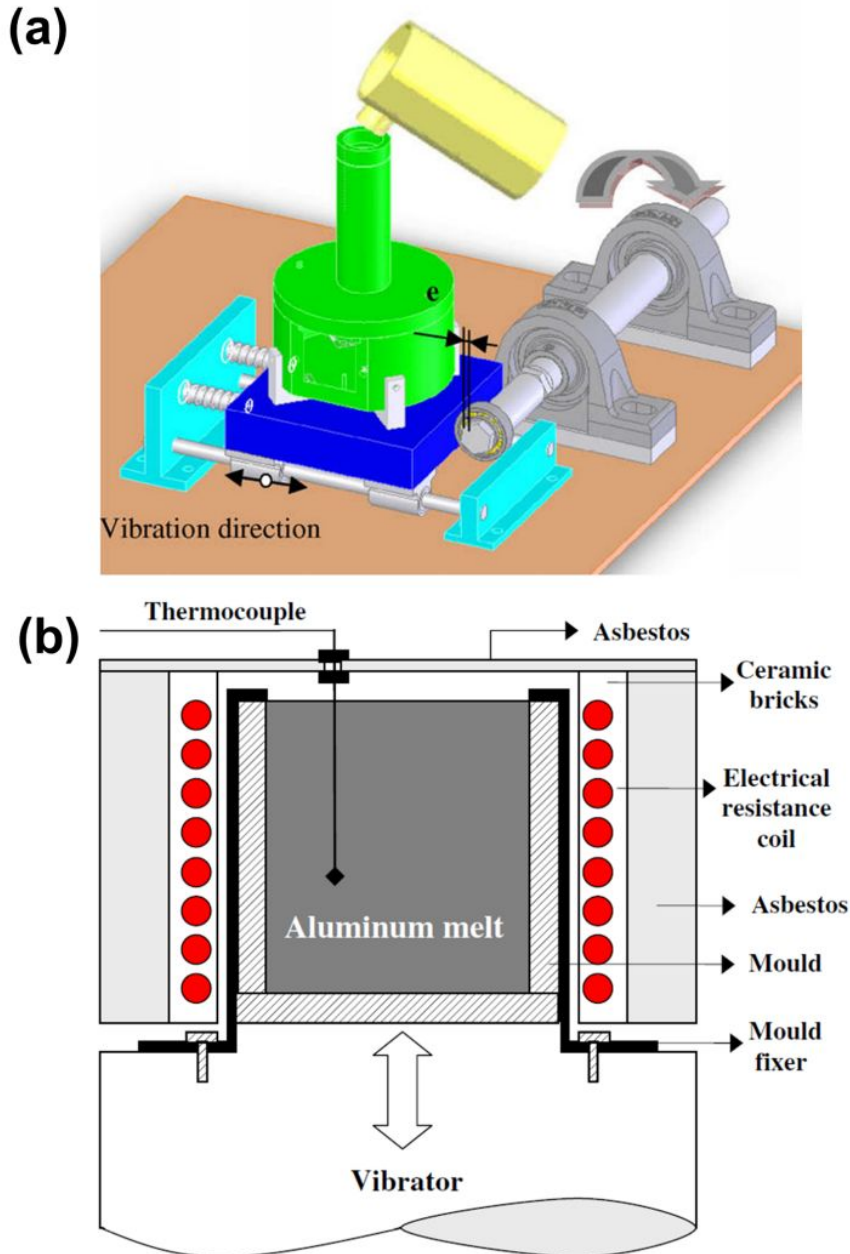 (a)
e
Vibration direction
(b)
Thermocouple
Asbestos
Ceramic
bricks
Electrical
resistance
coil
Asbestos
Aluminum melt
Mould
Mould
fixer
Vibrator